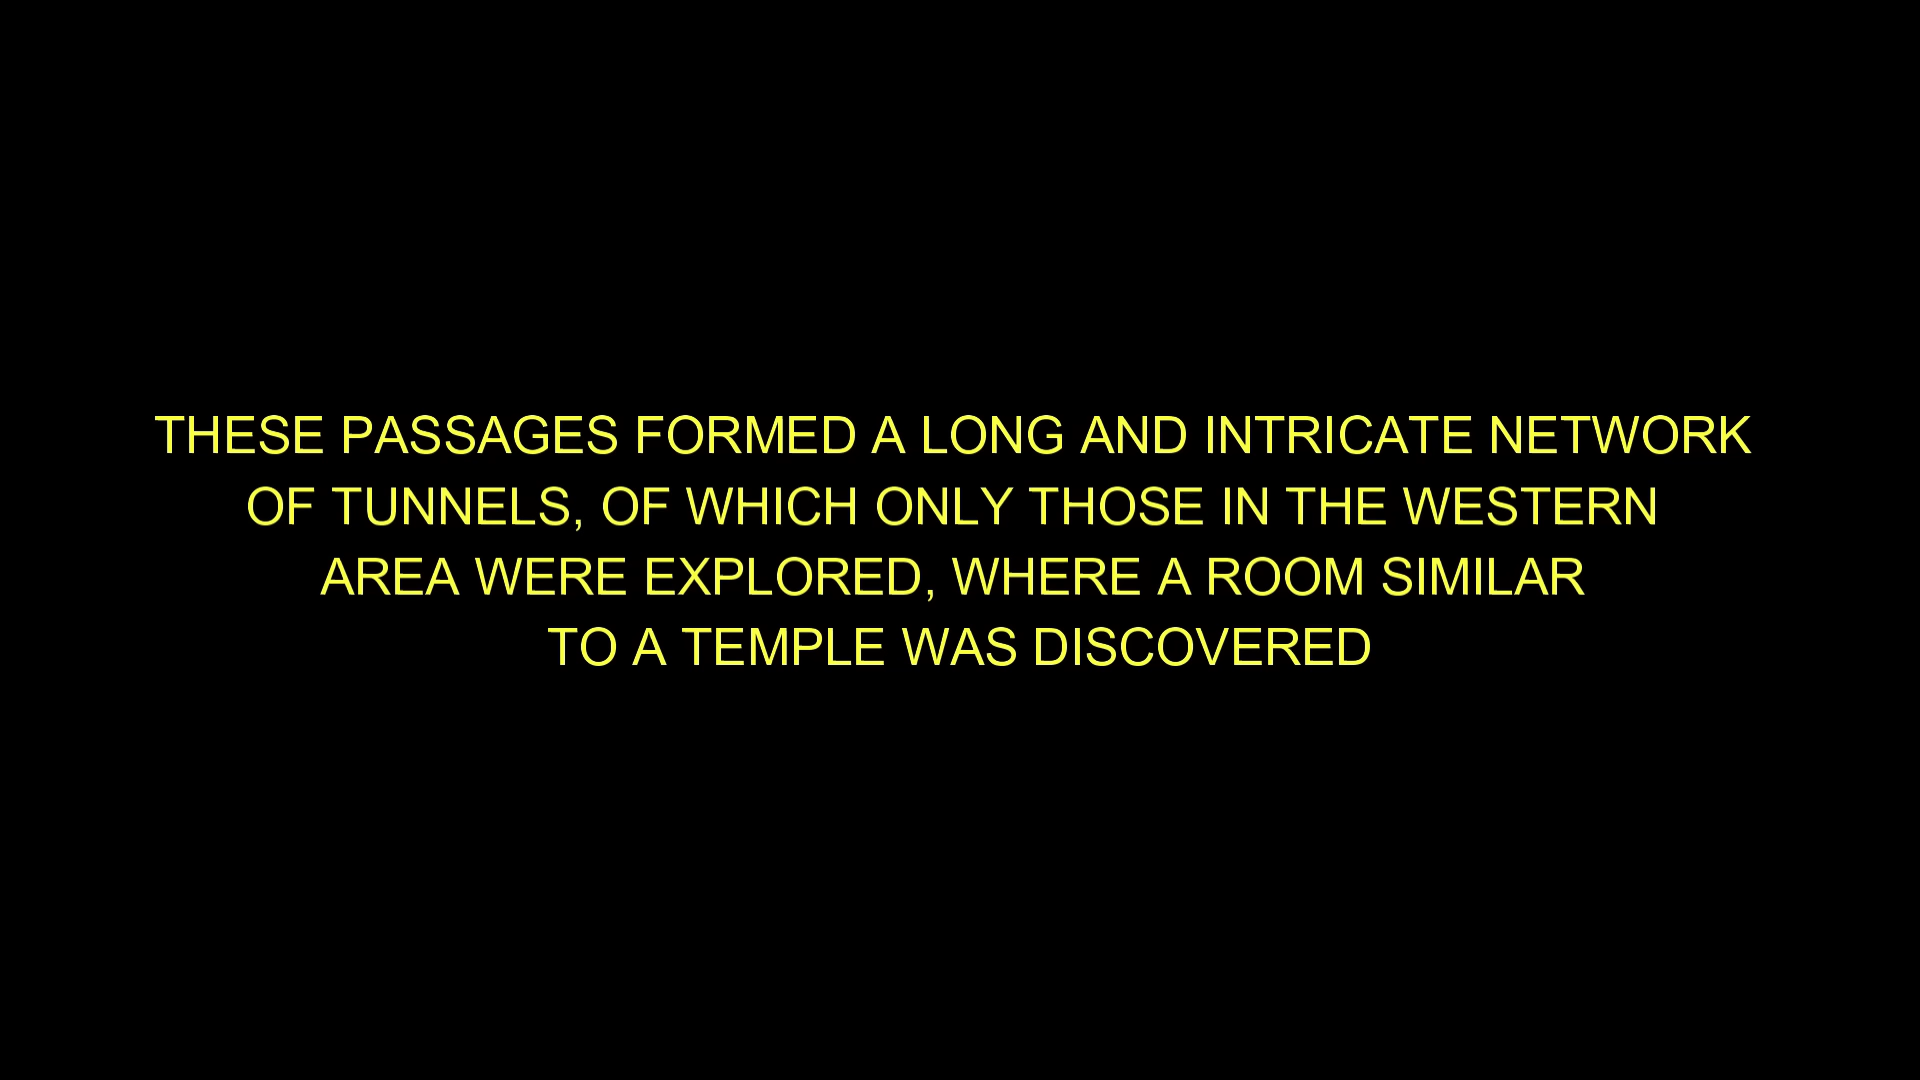 THESE PASSAGES FORMED A LONG AND INTRICATE NETWORK
OF TUNNELS, OF WHICH ONLY THOSE IN THE WESTERN
AREA WERE EXPLORED, WHERE A ROOM SIMILAR
TO A TEMPLE WAS DISCOVERED